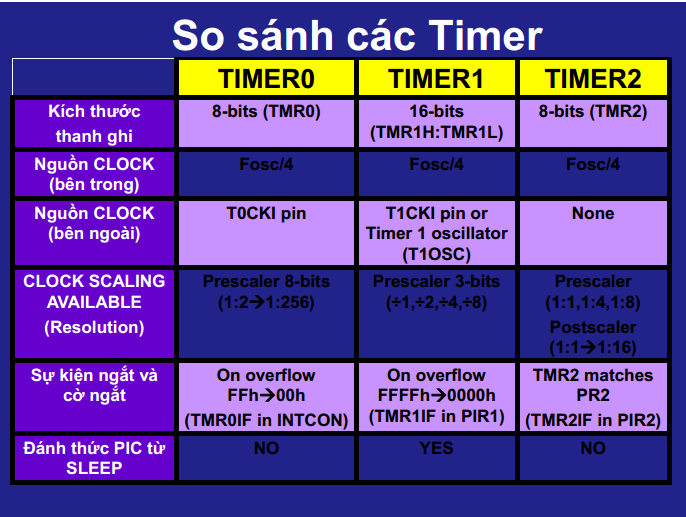 So sánh các Timer
TIMER0 TIMER1 TIMER2
Kích thước
thanh ghi
8-bits (TMR0)
16-bits
(TMR1H:TMR1L)
8-bits (TMR2)
Nguồn CLOCK
(bên trong)
Fosc/4
Fosc/4
Fosc/4
Nguồn CLOCK
(bên ngoài)
T0CKI pin
T1CKI pin or
Timer 1 oscillator
(T1OSC)
None
CLOCK SCALING
AVAILABLE
(Resolution)
Prescaler 8-bits
(1:2→1:256)
Prescaler 3-bits
(÷1,÷2,÷4,÷8)
Prescaler
(1:1,1:4,1:8)
Postscaler
(1:1→1:16)
Sự kiện ngắt và
cờ ngắt
On overflow
FFh→00h
(TMR0IF in INTCON)
On overflow
FFFFh→0000h
(TMR1IF in PIR1)
TMR2 matches
PR2
(TMR2IF in PIR2)
Đánh thức PIC từ
SLEEP
NO
YES
NO